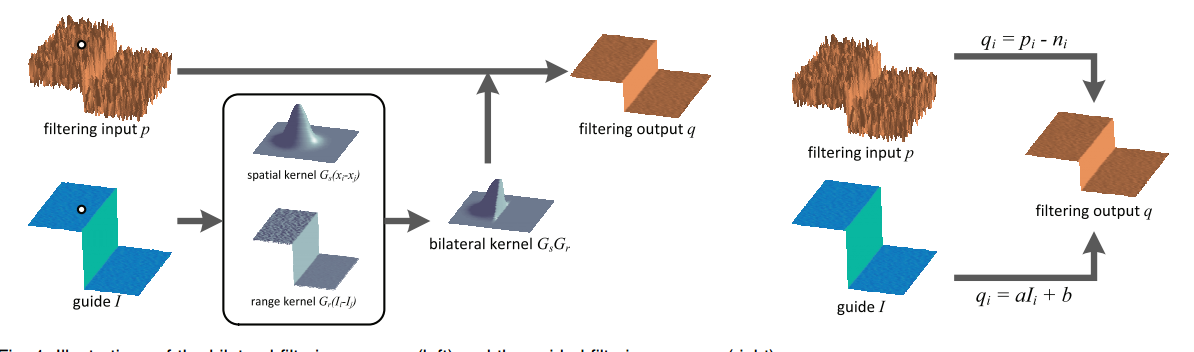 filtering input p
spatial kernel Gs(xi-xj)
guide I
range kernel Gr(Ii-Ij)
bilateral kernel GsGr
filtering output q
filtering input p
qi = pi - ni
filtering output q
guide I
qi = aIi + b